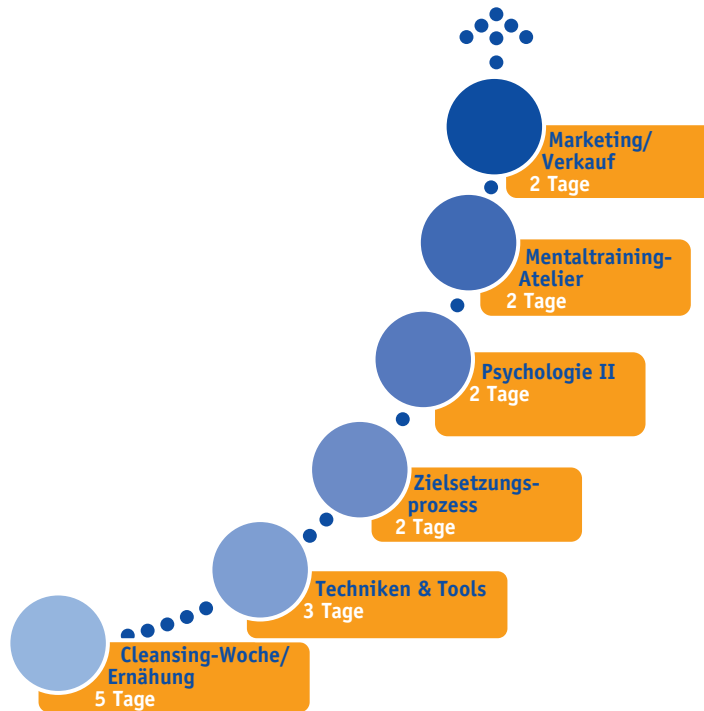 Marketing/
Verkauf
2 Tage
Mentaltraining-
Atelier
2 Tage
Psychologie II
2 Tage
Zielsetzungs-
prozess
2 Tage
Techniken & Tools
3 Tage
Cleansing-Woche/
Ernähung
5 Tage